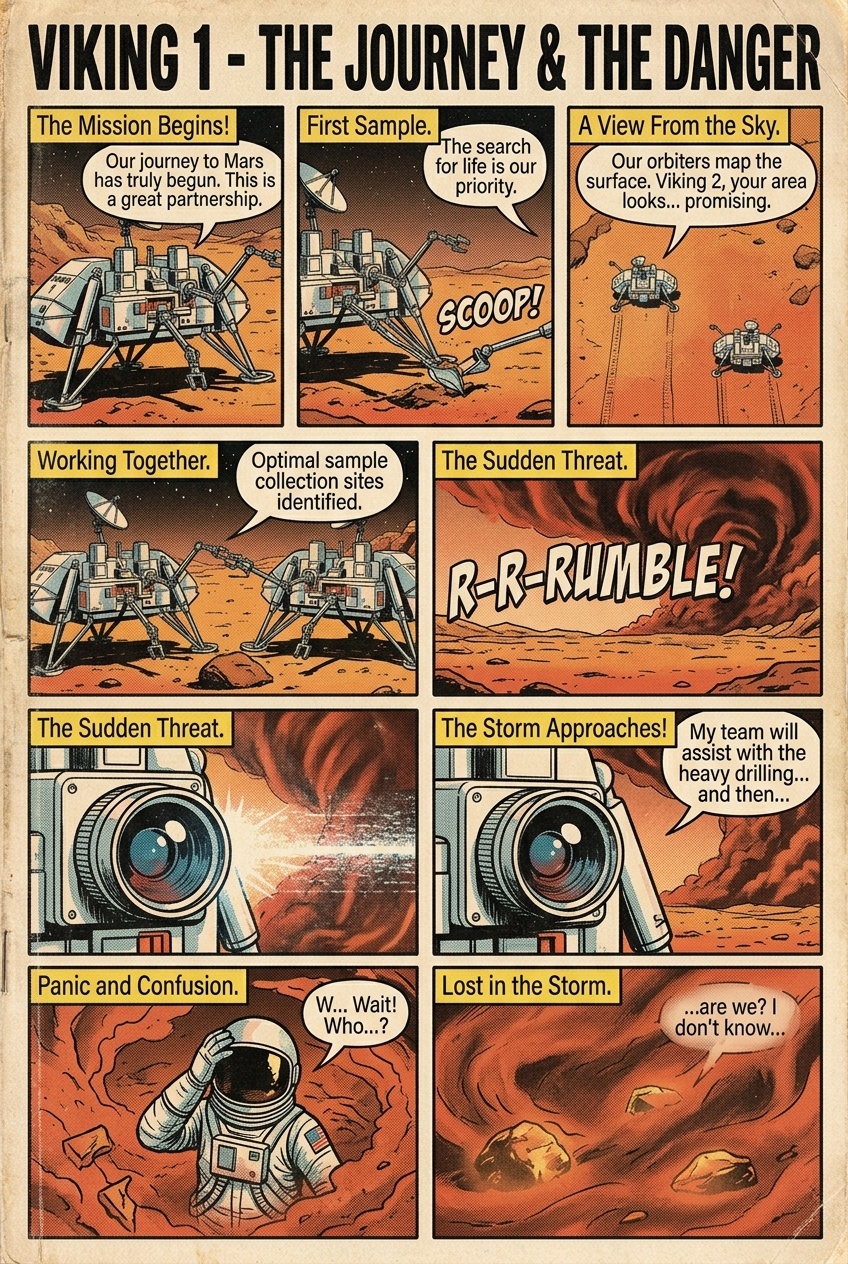 VIKING 1 - THE JOURNEY & THE DANGER
The Mission Begins!
Our journey to Mars
has truly begun. This is
a great partnership.
First Sample.
The search
for life is our
priority.
SCOOP!
A View From the Sky.
Our orbiters map the
surface. Viking 2, your area
looks... promising.
Working Together.
Optimal sample
collection sites
identified.
The Sudden Threat.
R-R-RUMBLE!
The Sudden Threat.
The Storm Approaches!
My team will
assist with the
heavy drilling...
and then...
Panic and Confusion.
W... Wait!
Who...?
Lost in the Storm.
...are we? I
don't know...